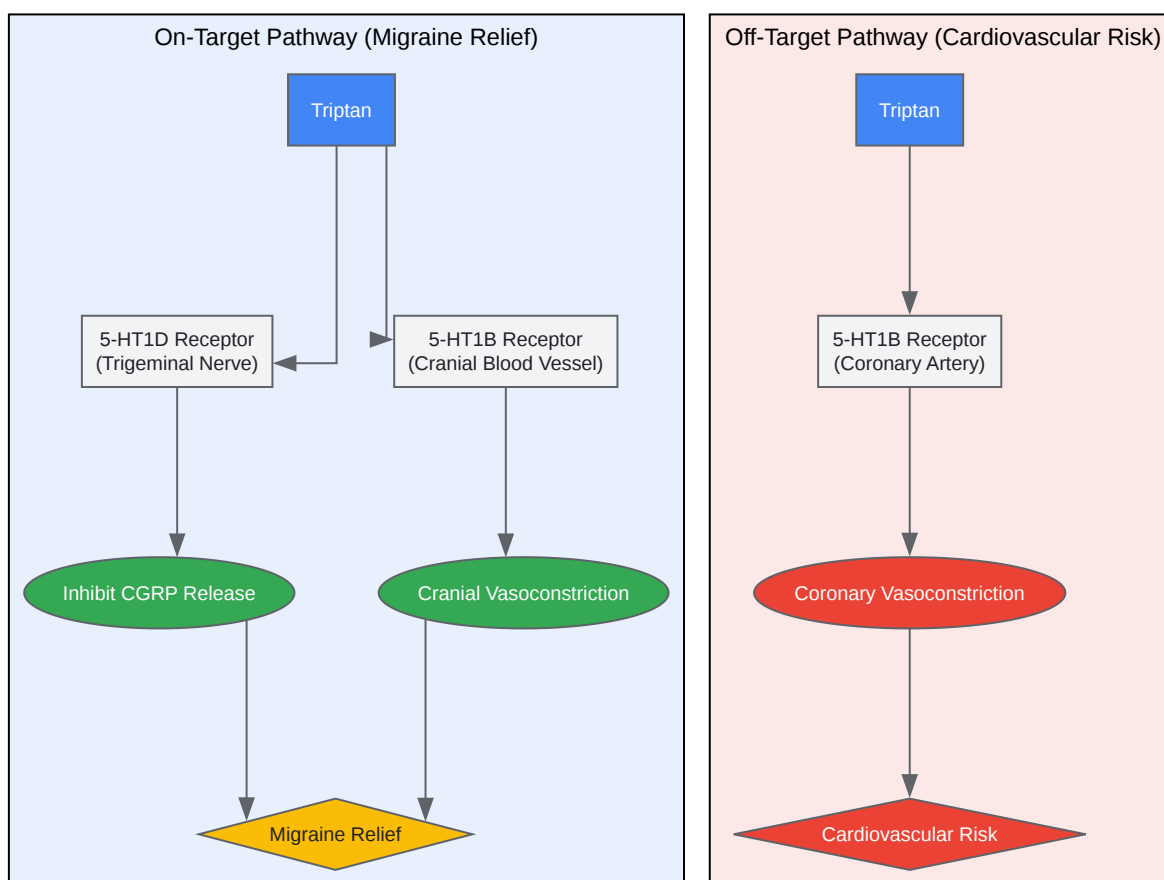 On-Target Pathway (Migraine Relief)
Triptan
5-HT1D Receptor
(Trigeminal Nerve)
5-HT1B Receptor
(Cranial Blood Vessel)
Inhibit CGRP Release
Cranial Vasoconstriction
Migraine Relief
Off-Target Pathway (Cardiovascular Risk)
Triptan
5-HT1B Receptor
(Coronary Artery)
Coronary Vasoconstriction
Cardiovascular Risk